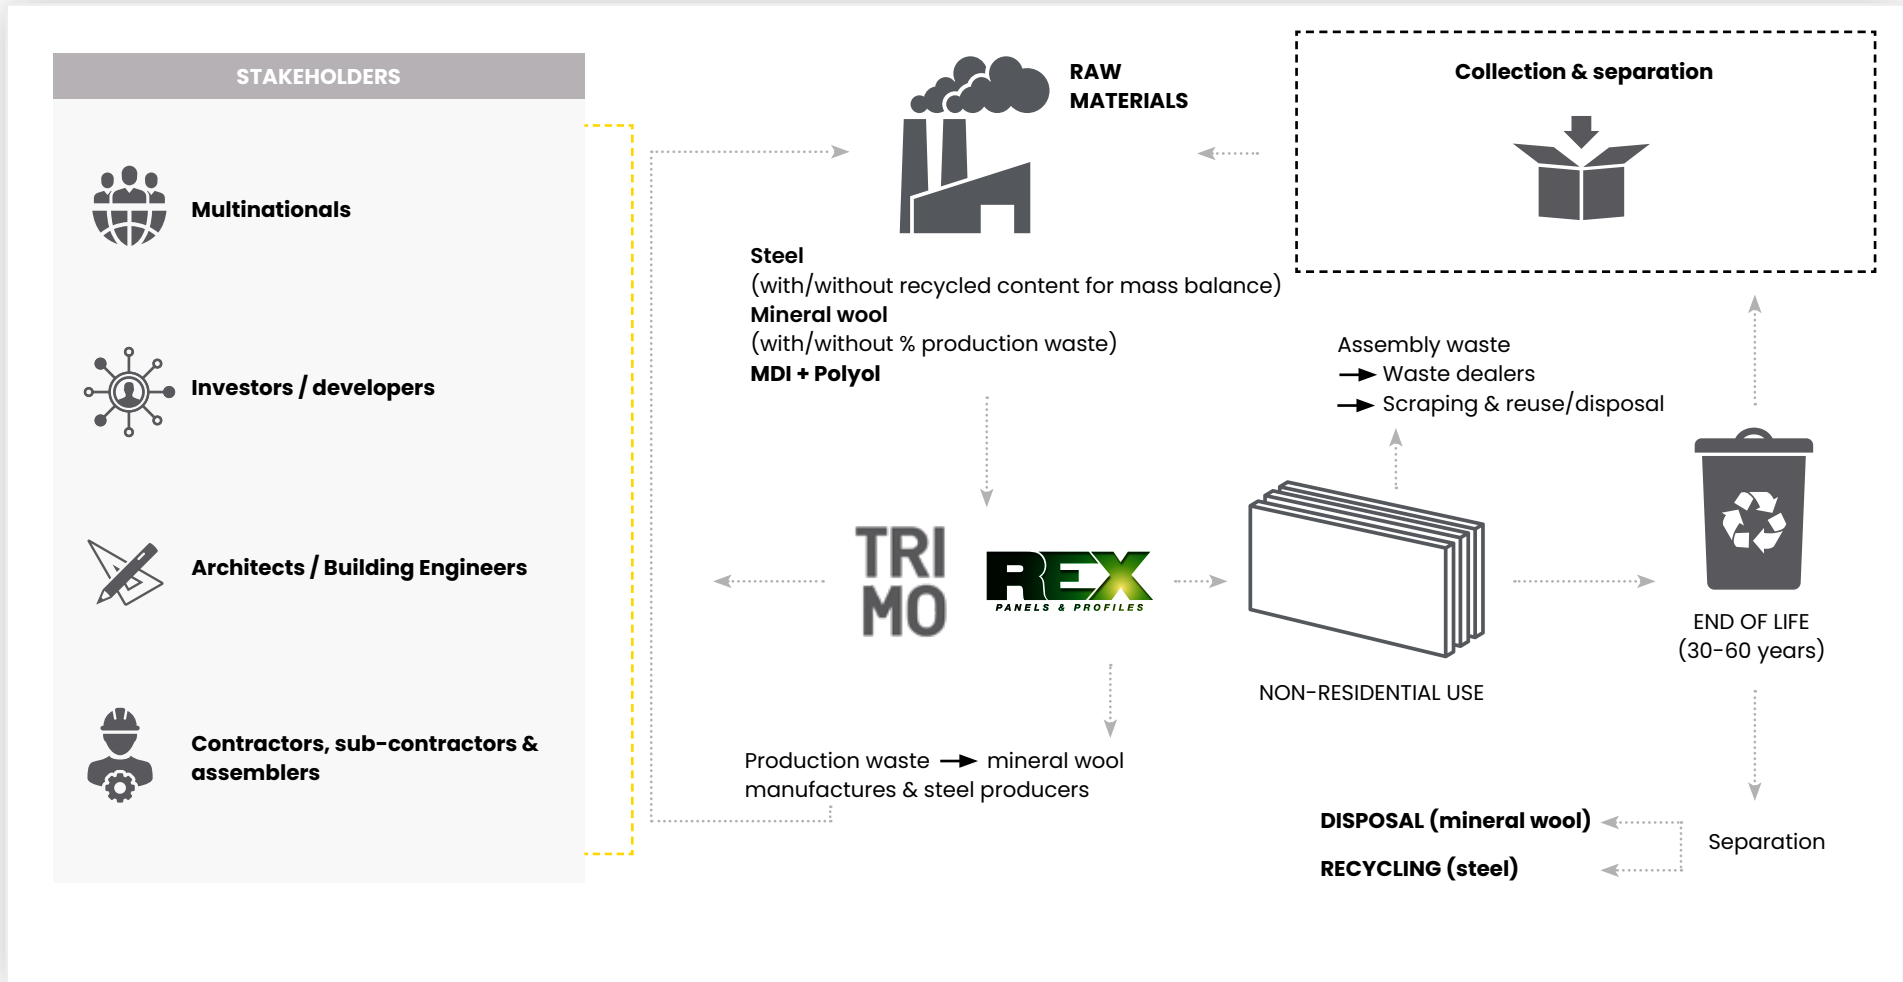 STAKEHOLDERS
Multinationals
Investors / developers
Architects / Building Engineers
Contractors, sub-contractors &
assemblers
RAW
MATERIALS
Steel
(with/without recycled content for mass balance)
Mineral wool
(with/without % production waste)
MDI + Polyol
Collection & separation
Assembly waste
Waste dealers
Scraping & reuse/disposal
TRI
MO
REX
PANELS & PROFILES
NON-RESIDENTIAL USE
END OF LIFE
(30-60 years)
Production waste → mineral wool
manufactures & steel producers
DISPOSAL (mineral wool)
RECYCLING (steel)
Separation